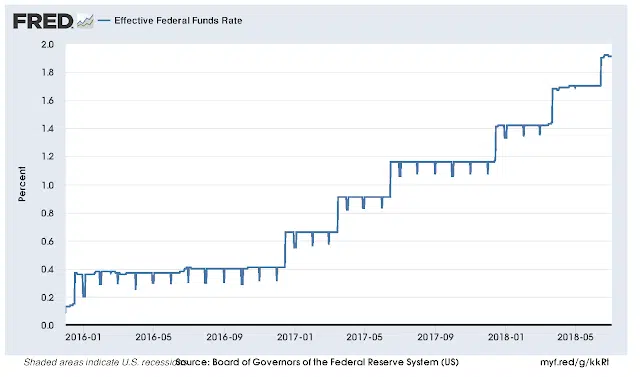 FRED
Effective Federal Funds Rate
2.0
1.8
1.6
1.4
1.2
1.0
0.8
0.6
0.4
0.2
0.0
Percent
2016-01 2016-05 2016-09 2017-01 2017-05 2017-09 2018-01 2018-05
Shaded areas indicate U.S. recessions Source: Board of Governors of the Federal Reserve System (US) myf.red/g/kkRt